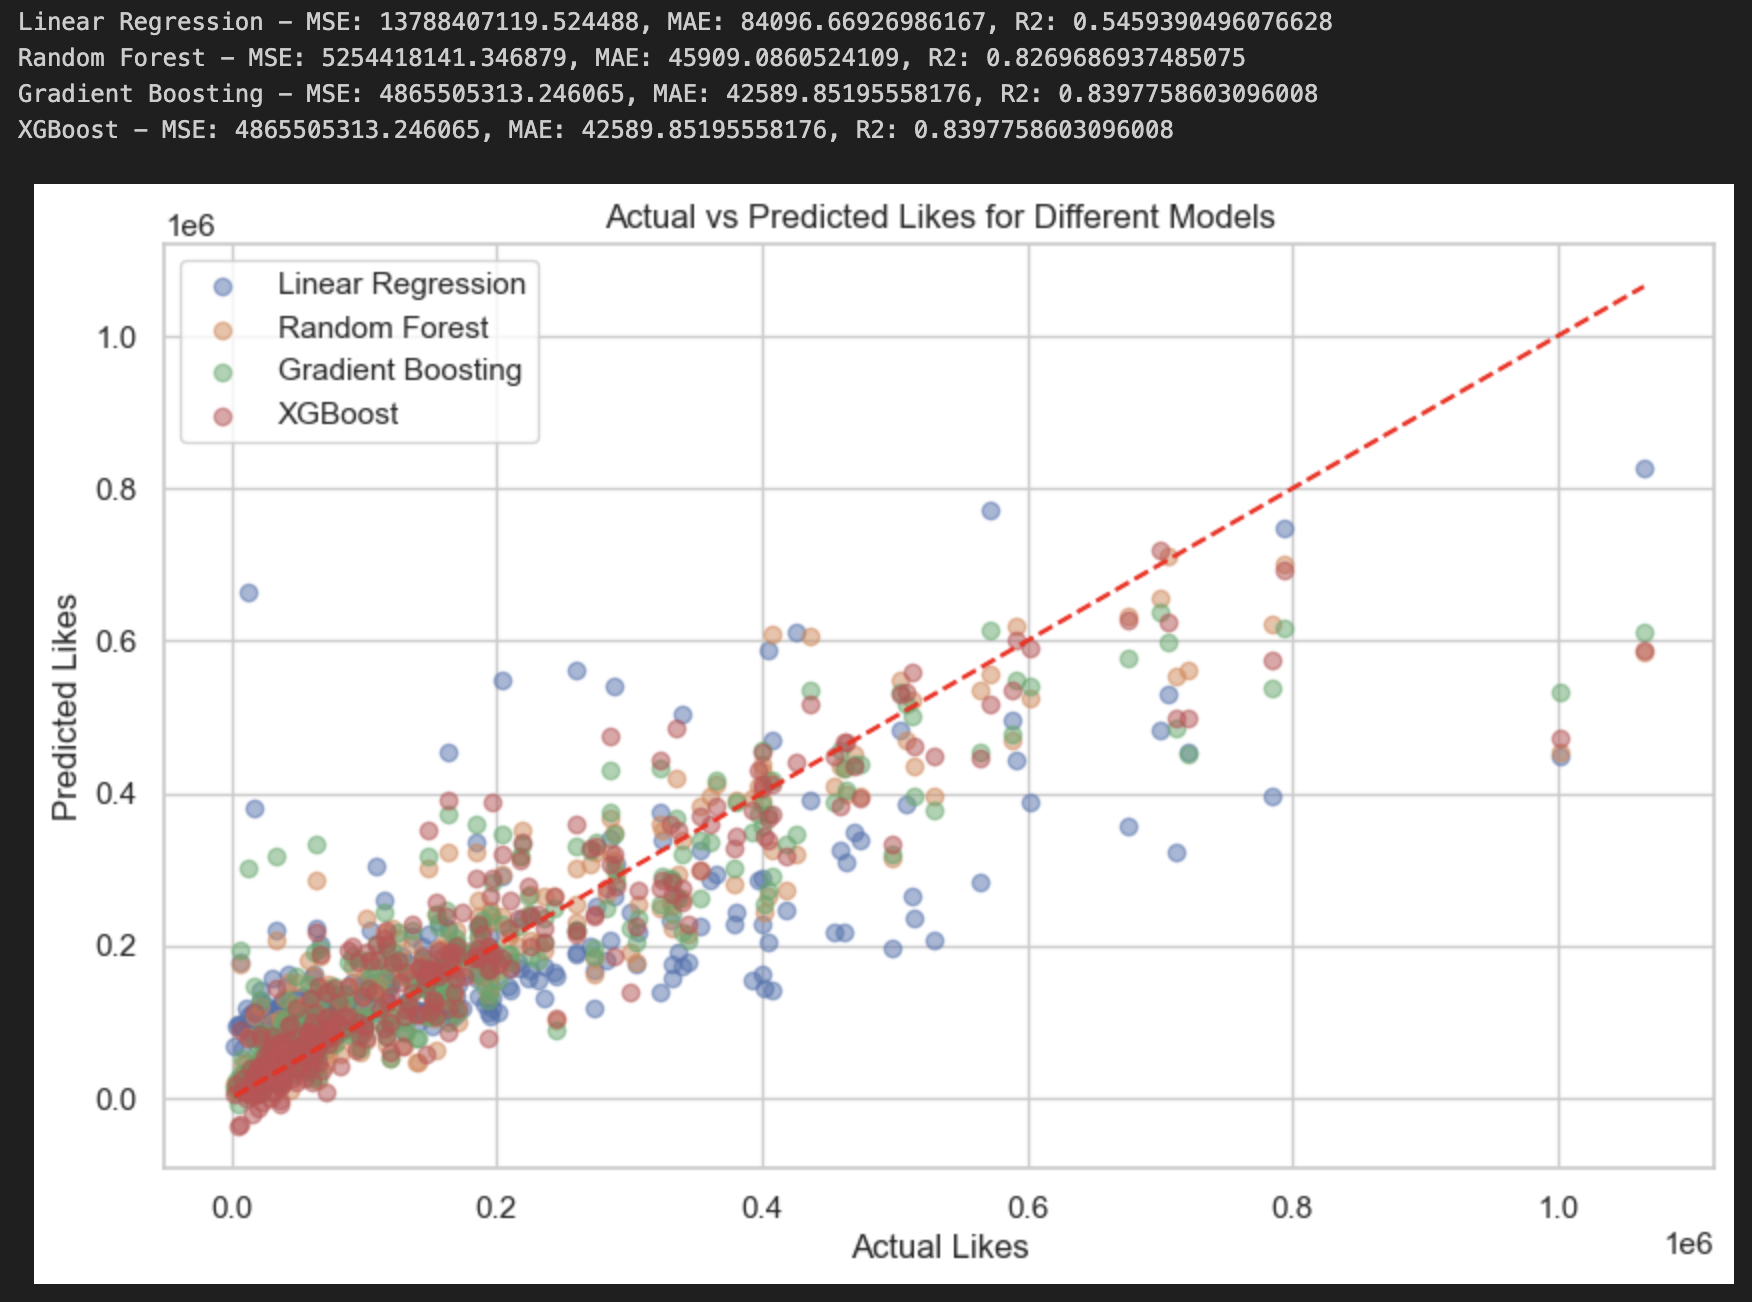 Linear Regression – MSE: 13788407119.524488, MAE: 84096.66926986167, R2: 0.5459390496076628
Random Forest – MSE: 5254418141.346879, MAE: 45909.0860524109, R2: 0.8269686937485075
Gradient Boosting – MSE: 4865505313.246065, MAE: 42589.85195558176, R2: 0.8397758603096008
XGBoost – MSE: 4865505313.246065, MAE: 42589.85195558176, R2: 0.8397758603096008
Actual vs Predicted Likes for Different Models
1e6
Linear Regression
Random Forest
Gradient Boosting
XGBoost
1.0
0.8
0.6
0.4
0.2
0.0
Predicted Likes
0.0 0.2 0.4 0.6 0.8 1.0
Actual Likes
1e6